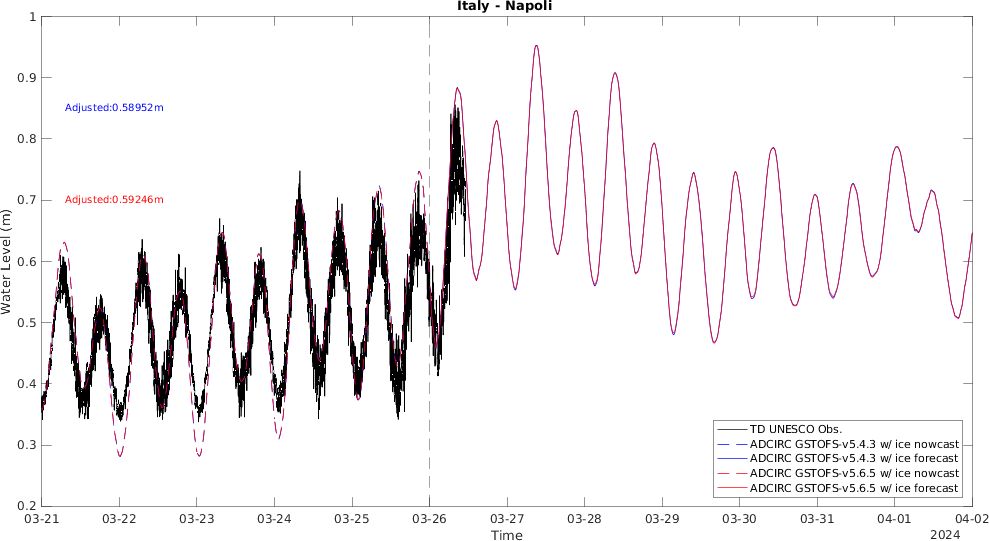 Italy - Napoli
Water Level (m)
1
0.9
0.8
0.7
0.6
0.5
0.4
0.3
0.2
Adjusted:0.58952m
Adjusted:0.59246m
TD UNESCO Obs.
ADCIRC GSTOFS-v5.4.3 w/ ice nowcast
ADCIRC GSTOFS-v5.4.3 w/ ice forecast
ADCIRC GSTOFS-v5.6.5 w/ ice nowcast
ADCIRC GSTOFS-v5.6.5 w/ ice forecast
03-21 03-22 03-23 03-24 03-25 03-26 03-27 03-28 03-29 03-30 03-31 04-01 04-02
Time
2024